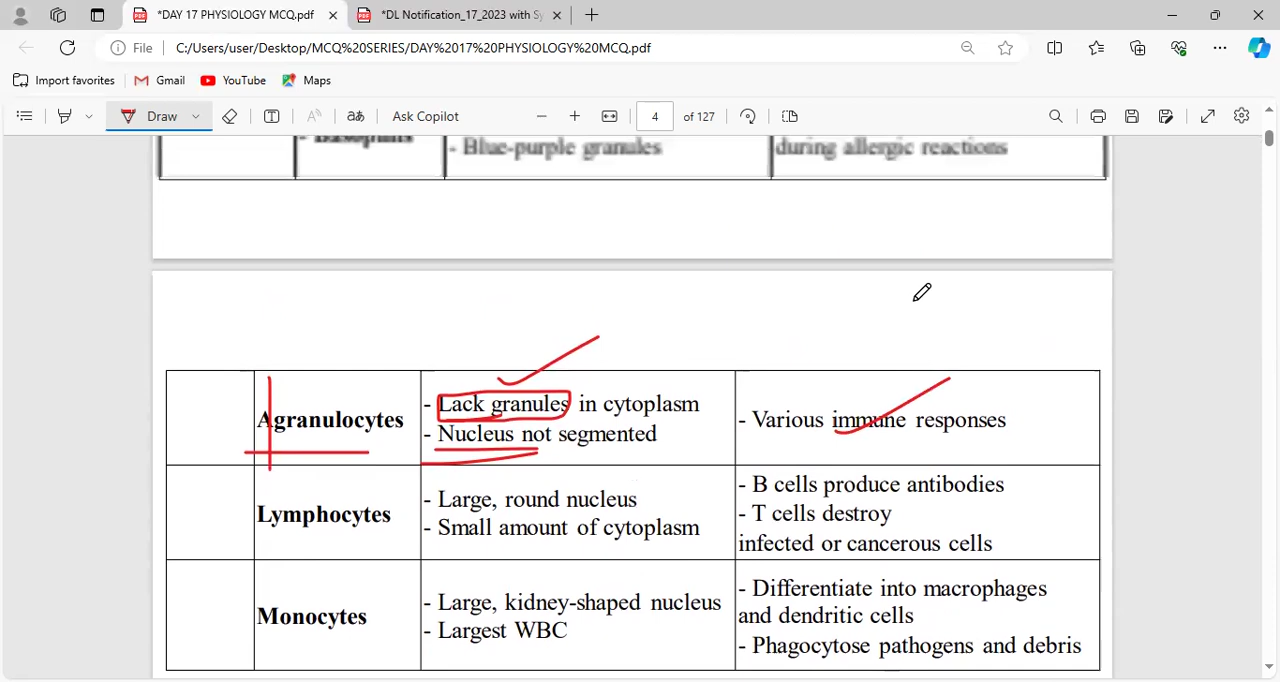 *DAY 17 PHYSIOLOGY MCQ.pdf
*DL Notification_17_2023 with Sy
File
C:/Users/user/Desktop/MCQ%20SERIES/DAY%2017%20PHYSIOLOGY%20MCQ.pdf
Import favorites
Gmail
YouTube
Maps
Draw
aあ
Ask Copilot
4
of 127
- Basophils
- Blue-purple granules
during allergic reactions
Agranulocytes
- Lack granules in cytoplasm
- Nucleus not segmented
- Various immune responses
Lymphocytes
- Large, round nucleus
- Small amount of cytoplasm
- B cells produce antibodies
- T cells destroy
infected or cancerous cells
Monocytes
- Large, kidney-shaped nucleus
- Largest WBC
- Differentiate into macrophages
and dendritic cells
- Phagocytose pathogens and debris